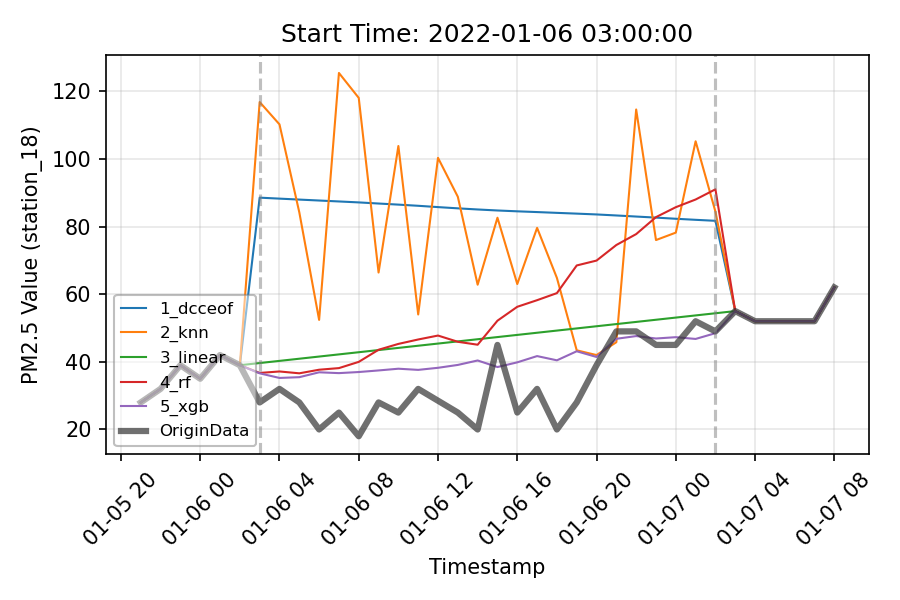 Start Time: 2022-01-06 03:00:00
PM2.5 Value (station_18)
120
100
80
60
40
20
1_dcceof
2_knn
3_linear
4_rf
5_xgb
OriginData
01-05 20
01-06 00
01-06 04
01-06 08
01-06 12
01-06 16
01-06 20
01-07 00
01-07 04
01-07 08
Timestamp